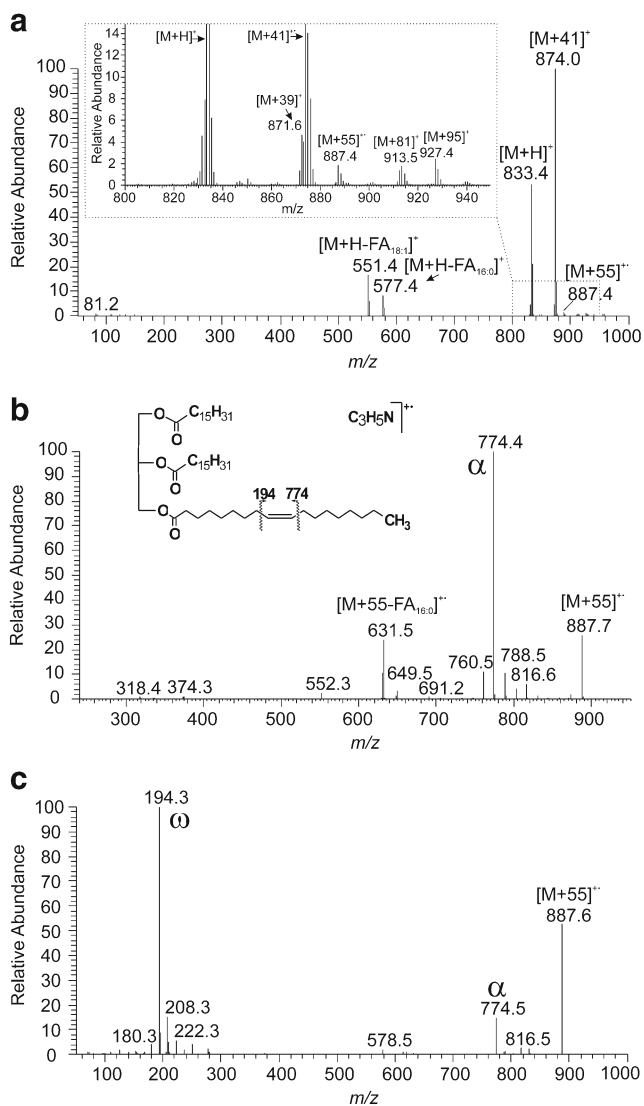 a
[M+41]⁺
874.0
[M+H]⁺
833.4
[M+55]⁺·
887.4
[M+H-FA18:1]⁺
551.4
[M+H-FA16:0]⁺
577.4
81.2
100
90
80
70
60
50
40
30
20
10
0
Relative Abundance
100 200 300 400 500 600 700 800 900 1000
m/z
14
12
10
8
6
4
2
0
Relative Abundance
[M+H]⁺
[M+41]⁺·
[M+39]⁺
871.6
[M+55]⁺·
887.4
[M+81]⁺
913.5
[M+95]⁺
927.4
800 820 840 860 880 900 920 940
m/z
b
O C15H31
O
O C15H31
O
O
O
194 774
CH3
C3H5N ⁺·
774.4
α
[M+55-FA16:0]⁺·
631.5
[M+55]⁺·
887.7
318.4 374.3
552.3
649.5
691.2
760.5
788.5
816.6
100
90
80
70
60
50
40
30
20
10
0
Relative Abundance
300 400 500 600 700 800 900
m/z
c
194.3
ω
[M+55]⁺·
887.6
α
774.5
816.5
578.5
208.3
222.3
180.3
100
90
80
70
60
50
40
30
20
10
0
Relative Abundance
100 200 300 400 500 600 700 800 900 1000
m/z